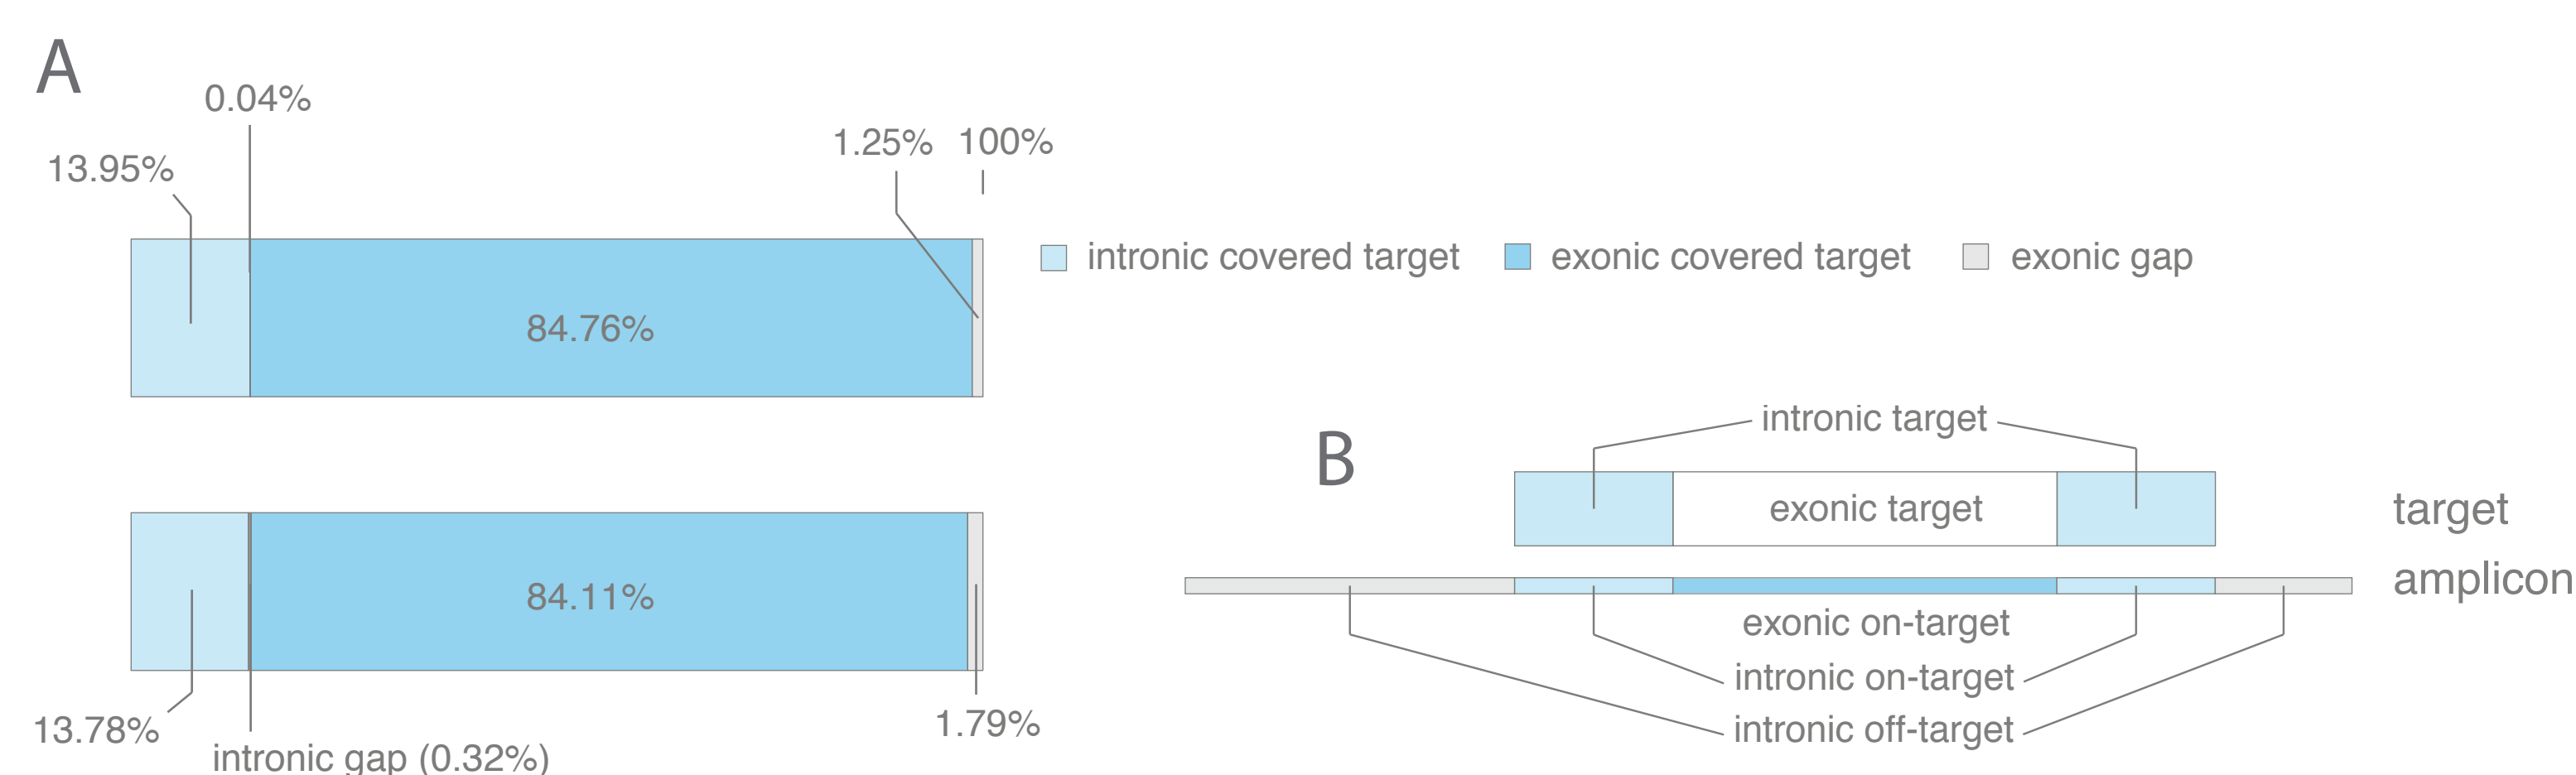 A
0.04%
13.95%
1.25% 100%
84.76%
intronic covered target exonic covered target exonic gap
84.11%
13.78%
intronic gap (0.32%)
1.79%
B
intronic target
exonic target
target
amplicon
exonic on-target
intronic on-target
intronic off-target